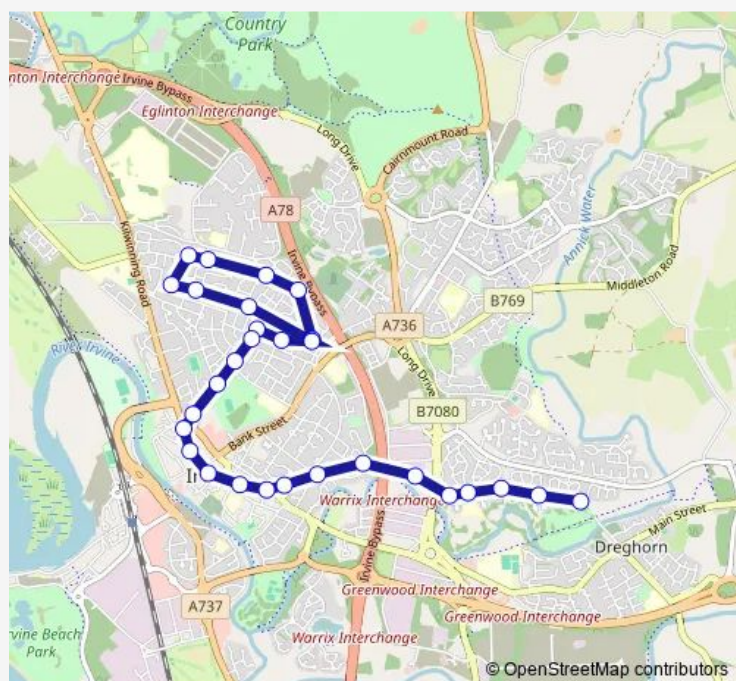 Country
Park
nton Interchange
Irvine Bypass
Eglinton Interchange
Long Drive
Cairnmount Road
A78
Kilwinning Road
Irvine Bypass
Annick Water
Middleton Road
B769
A736
River Irvine
Long Drive
B7080
Bank Street
Ir
Warrix Interchange
Main Street
Dreghorn
Irvine Bypass
Greenwood Interchange
A737
Greenwood Interchange
Warrix Interchange
rvine Beach
Park
© OpenStreetMap contributors